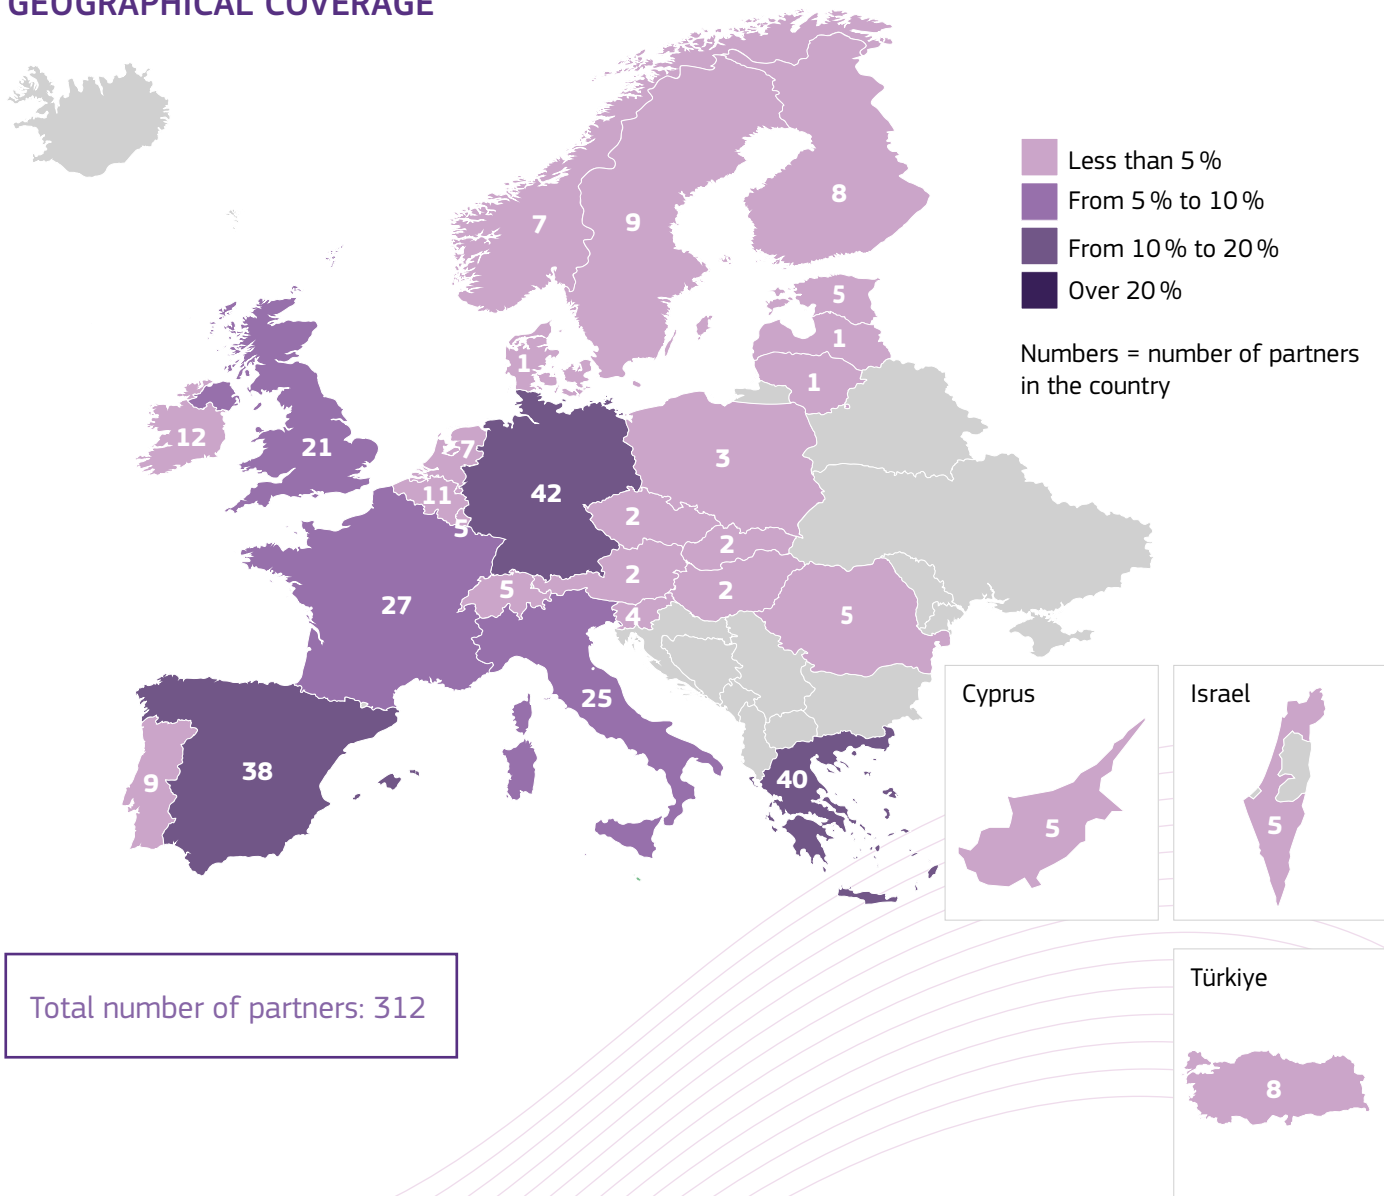 GEOGRAPHICAL COVERAGE
Less than 5 %
From 5 % to 10 %
From 10 % to 20 %
Over 20 %
Numbers = number of partners
in the country
7
9
8
5
1
1
1
12
21
7
11
5
42
3
2
2
2
2
5
4
5
27
25
9
38
40
Cyprus
5
Israel
5
Türkiye
8
Total number of partners: 312